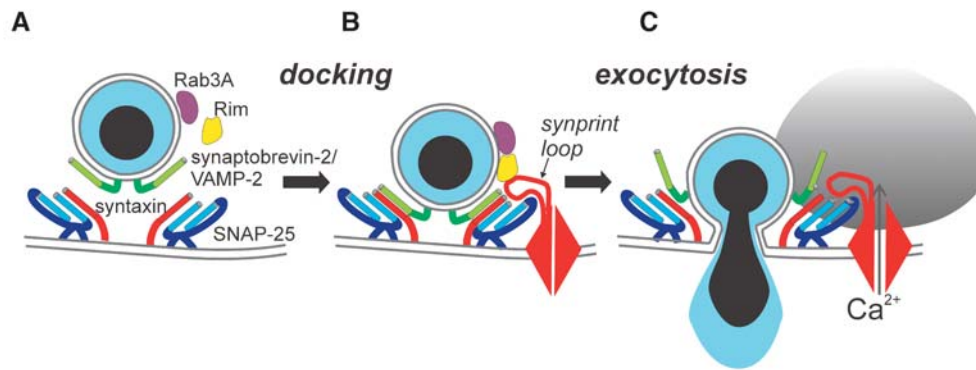 A
B
C
docking
exocytosis
Rab3A
Rim
synaptobrevin-2/
VAMP-2
syntaxin
SNAP-25
synprint
loop
Ca²⁺